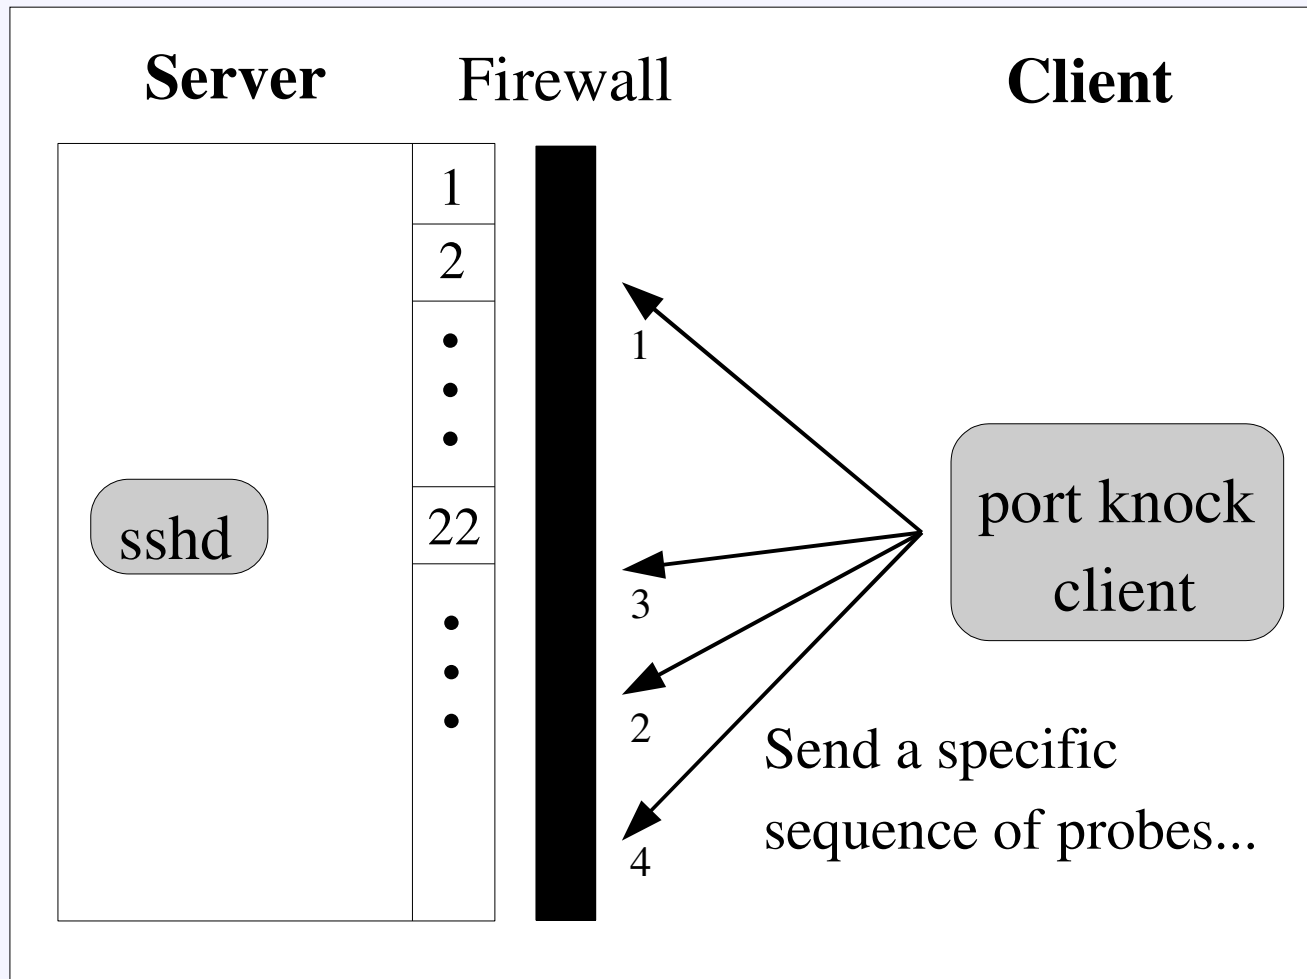 Server
Firewall
Client
1
2
22
sshd
1
3
2
4
port knock
client
Send a specific
sequence of probes...